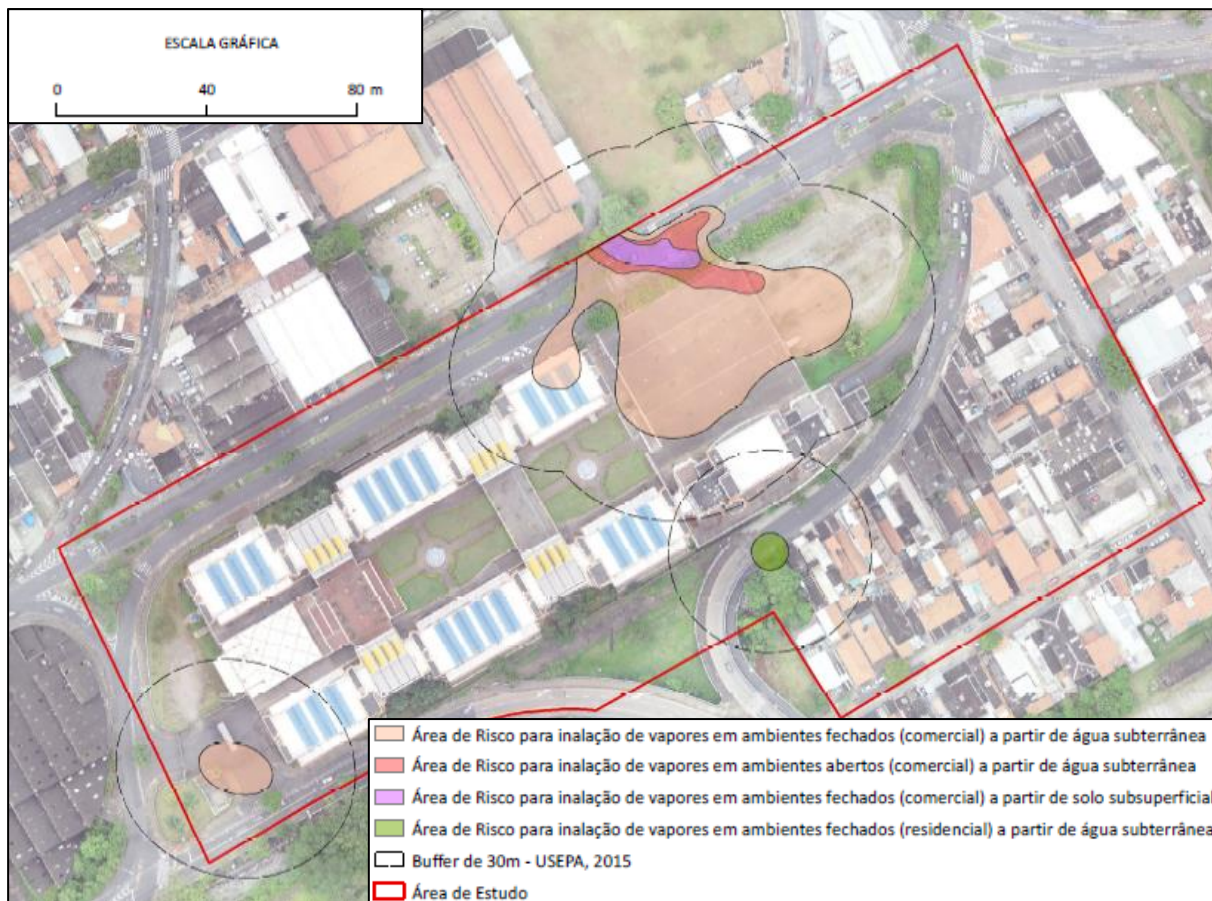 ESCALA GRÁFICA
0 40 80 m
Área de Risco para inalação de vapores em ambientes fechados (comercial) a partir de água subterrânea
Área de Risco para inalação de vapores em ambientes abertos (comercial) a partir de água subterrânea
Área de Risco para inalação de vapores em ambientes fechados (comercial) a partir de solo subsuperficial
Área de Risco para inalação de vapores em ambientes fechados (residencial) a partir de água subterrânea
Buffer de 30m - USEPA, 2015
Área de Estudo